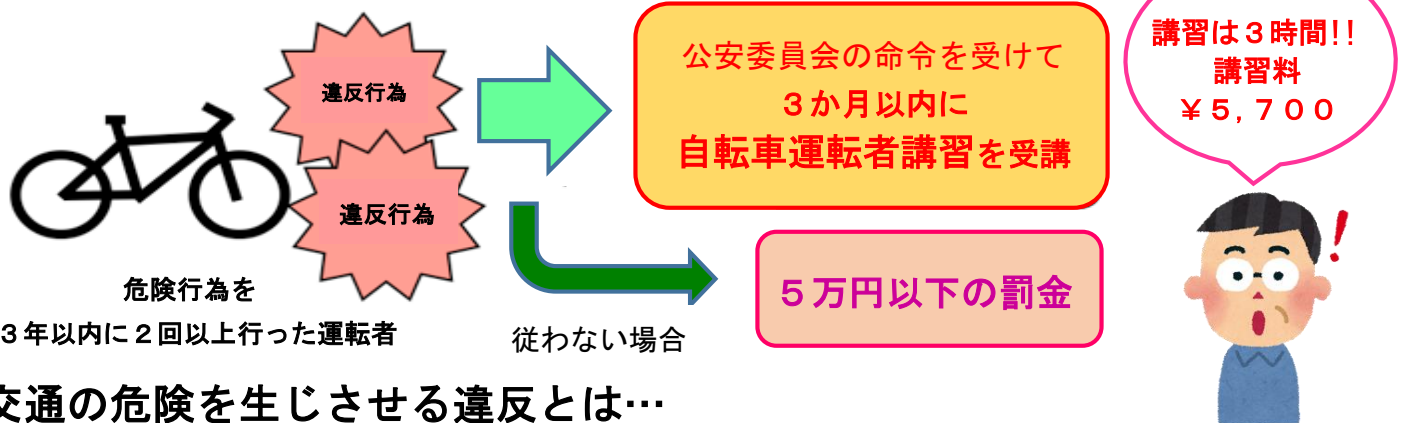 違反行為
違反行為
危険行為を
3年以内に2回以上行った運転者
公安委員会の命令を受けて
3か月以内に
自転車運転者講習を受講
従わない場合
5万円以下の罰金
講習は3時間!!
講習料
¥5,700
!
交通の危険を生じさせる違反とは…